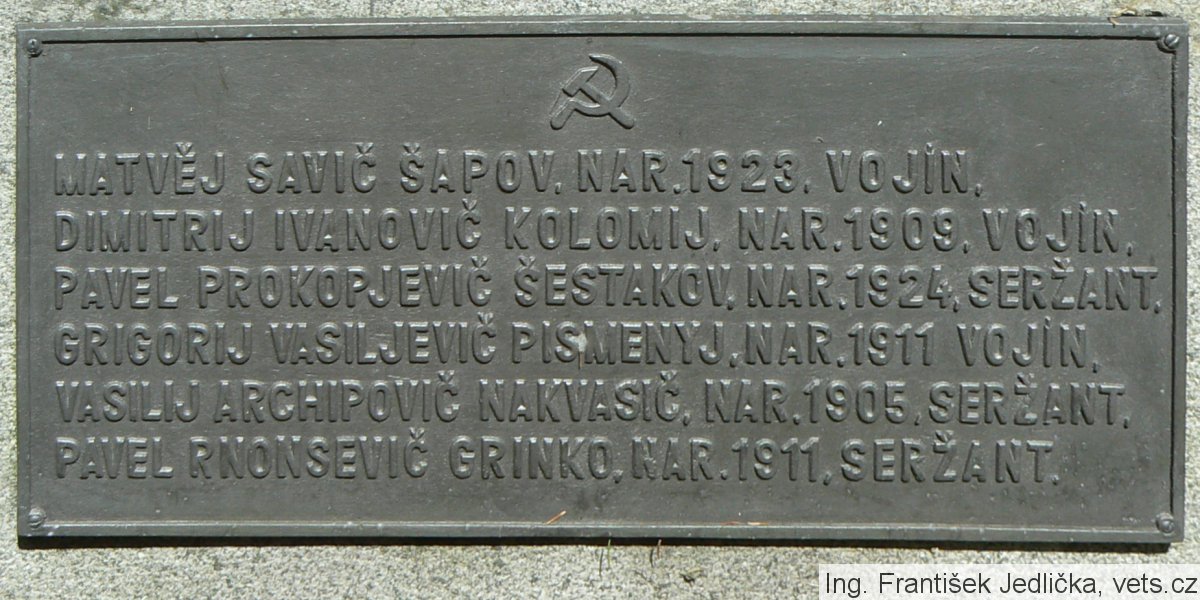 MATVĚJ SAVIČ ŠAPOV, NAR. 1923. VOJÍN,
DIMITRIJ IVANOVIČ KOLOMIJ, NAR. 1909, VOJÍN,
PAVEL PROKOPJEVIČ ŠESTAKOV, NAR. 1924, SERŽANT,
GRIGORIJ VASILJEVIČ PISMENYJ, NAR. 1911 VOJÍN,
VASILIJ ARCHIPOVIČ NAKVASIČ, NAR. 1905, SERŽANT,
PAVEL RNONSEVIČ GRINKO, NAR. 1911, SERŽANT.
Ing. František Jedlička, vets.cz